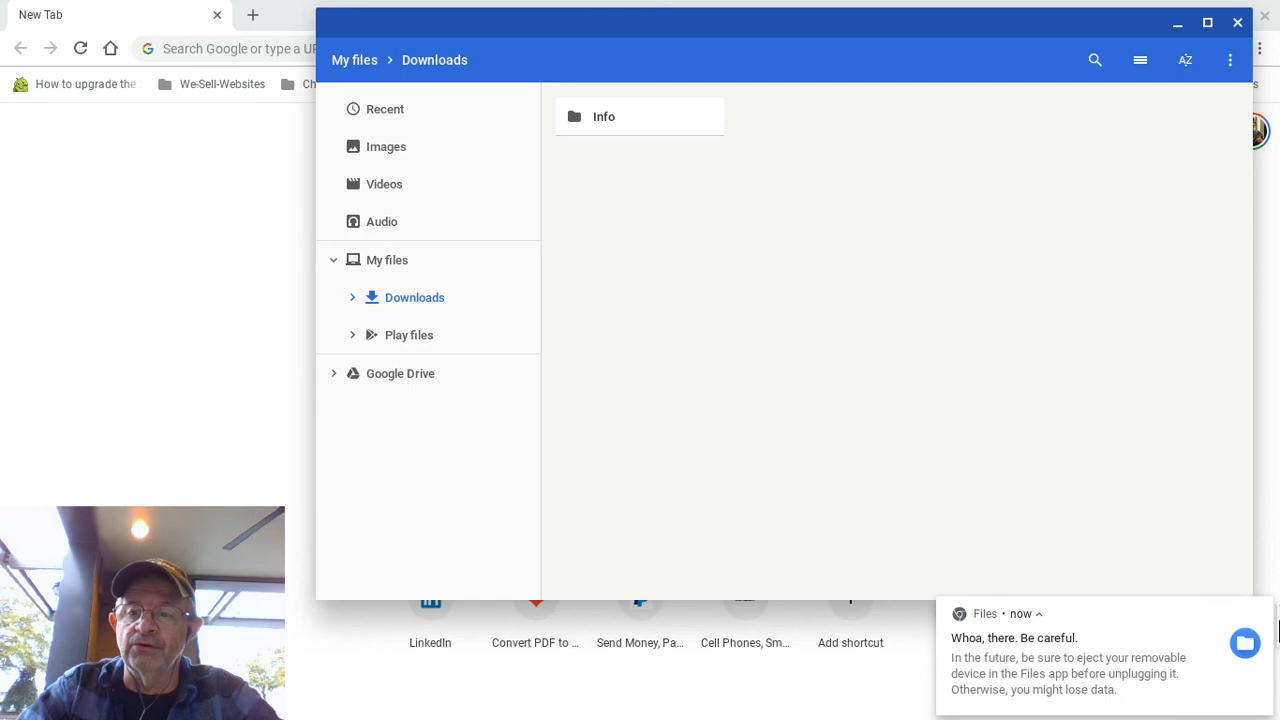 New Tab
Search Google or type a U
How to upgrade the
We-Sell-Websites
Ch
s
My files
Downloads
AZ
Recent
Images
Videos
Audio
My files
Downloads
Play files
Google Drive
Info
LinkedIn
Convert PDF to ...
Send Money, Pa...
Cell Phones, Sm...
Add shortcut
Files • now
Whoa, there. Be careful.
In the future, be sure to eject your removable
device in the Files app before unplugging it.
Otherwise, you might lose data.